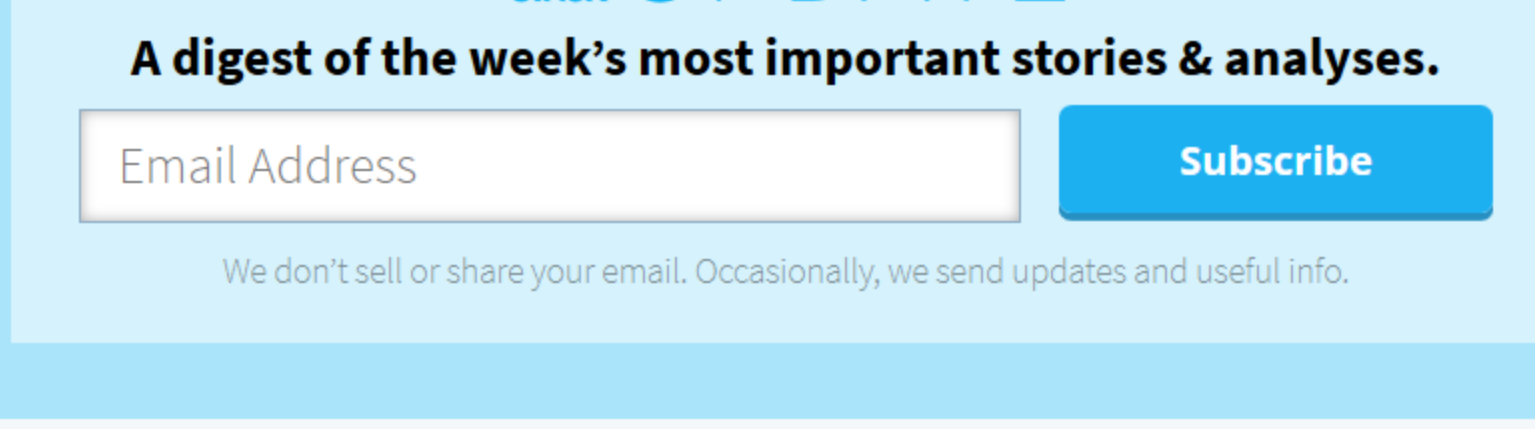 A digest of the week’s most important stories & analyses.
Email Address
Subscribe
We don’t sell or share your email. Occasionally, we send updates and useful info.